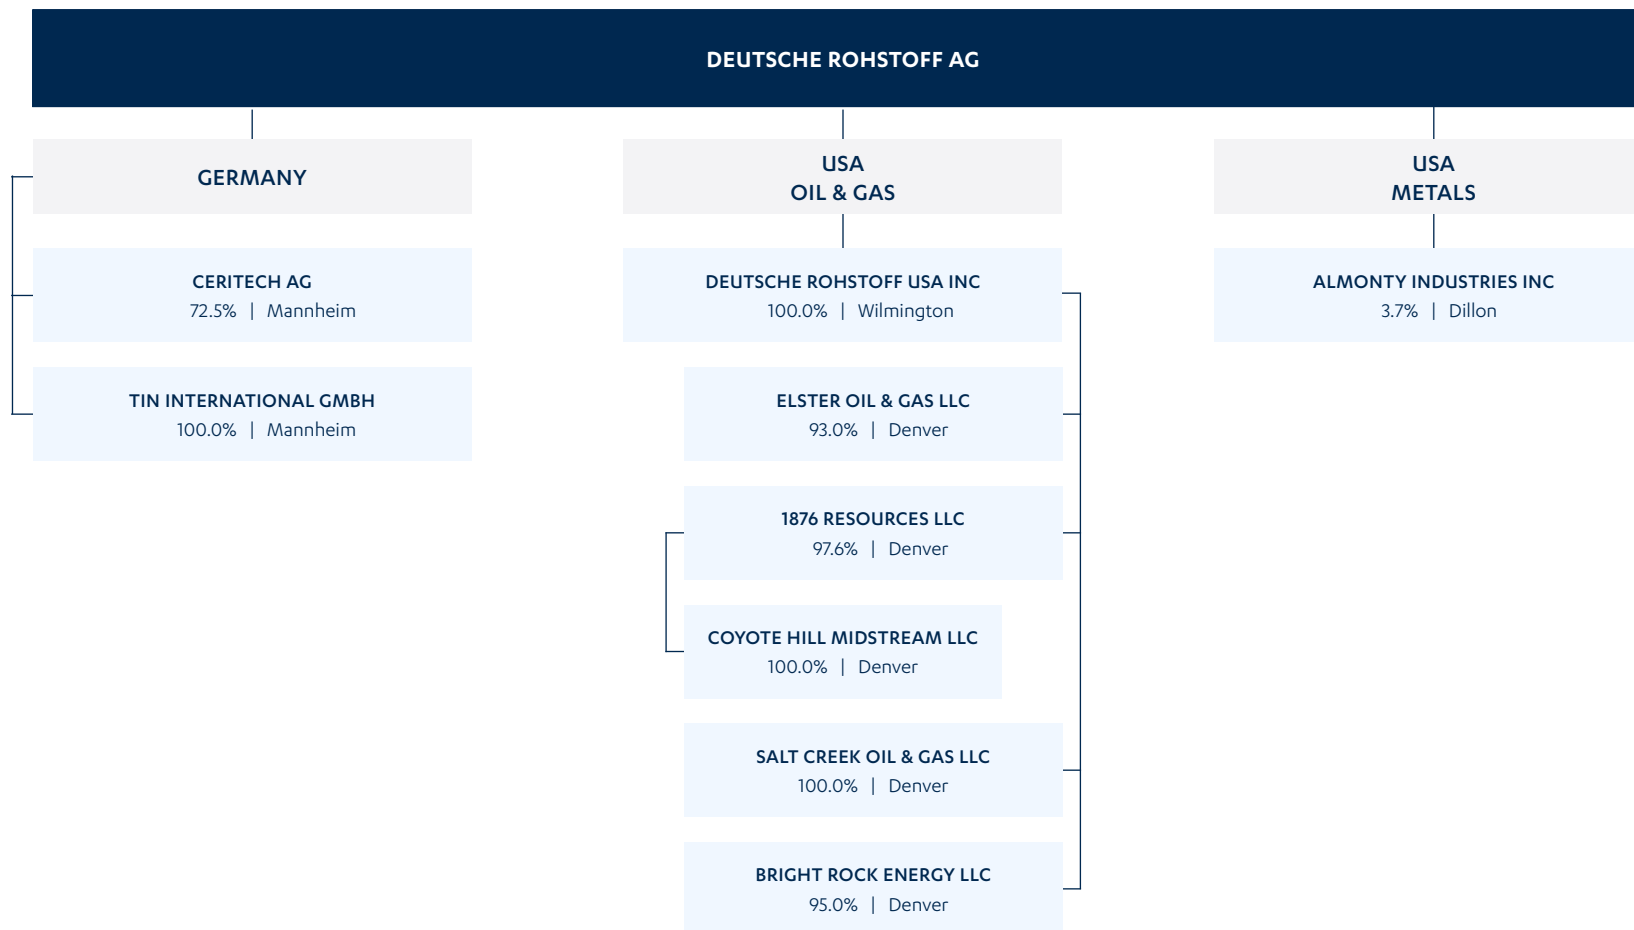 DEUTSCHE ROHSTOFF AG
GERMANY
CERITECH AG
72.5% | Mannheim
TIN INTERNATIONAL GMBH
100.0% | Mannheim
USA
OIL & GAS
DEUTSCHE ROHSTOFF USA INC
100.0% | Wilmington
ELSTER OIL & GAS LLC
93.0% | Denver
1876 RESOURCES LLC
97.6% | Denver
COYOTE HILL MIDSTREAM LLC
100.0% | Denver
SALT CREEK OIL & GAS LLC
100.0% | Denver
BRIGHT ROCK ENERGY LLC
95.0% | Denver
USA
METALS
ALMONTY INDUSTRIES INC
3.7% | Dillon